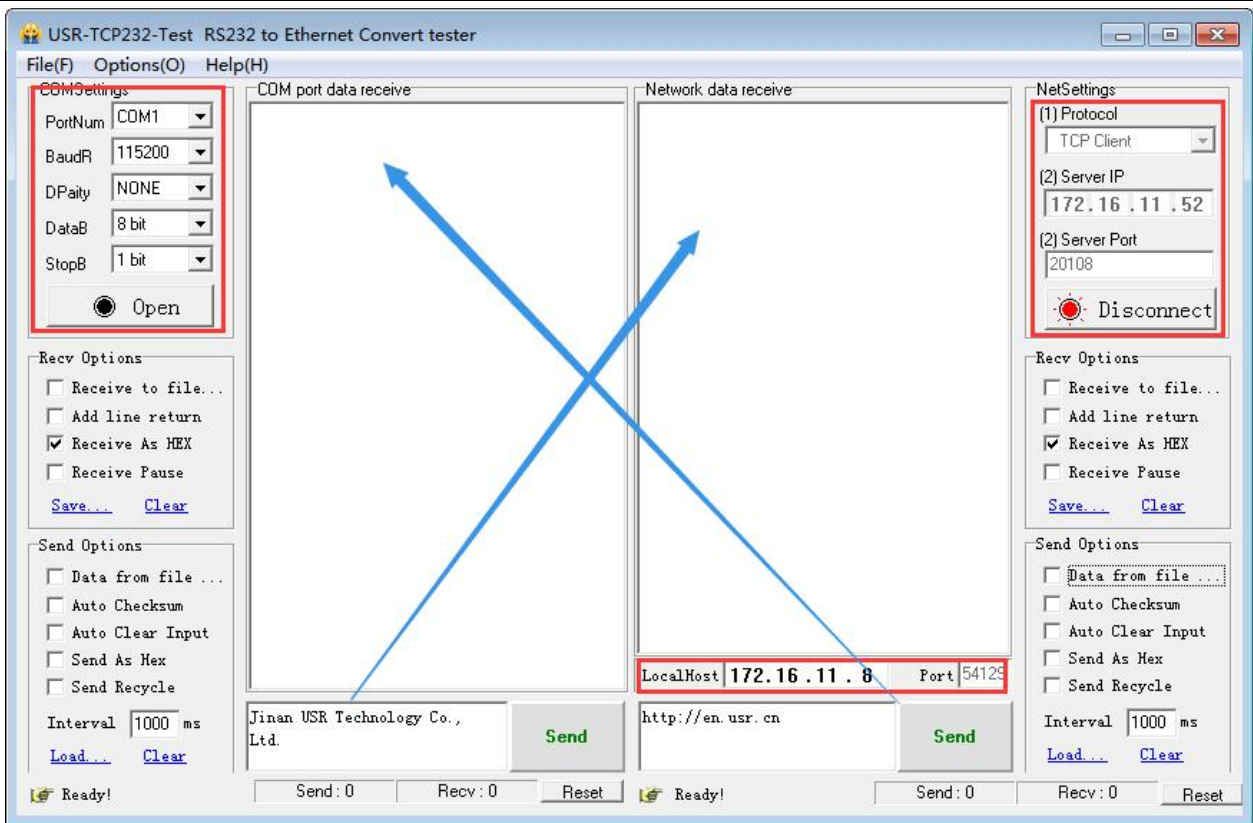 USR-TCP232-Test RS232 to Ethernet Convert tester
File(F) Options(O) Help(H)
COMSettings
PortNum COM1
BaudR 115200
DPaity NONE
DataB 8 bit
StopB 1 bit
Open
Recv Options
Receive to file...
Add line return
Receive As HEX
Receive Pause
Save... Clear
Send Options
Data from file ...
Auto Checksum
Auto Clear Input
Send As Hex
Send Recycle
Interval 1000 ms
Load... Clear
COM port data receive
Jinan USR Technology Co.,
Ltd.
Send
Network data receive
LocalHost 172.16.11.8 Port 54129
http://en.usr.cn
Send
NetSettings
(1) Protocol
TCP Client
(2) Server IP
172.16.11.52
(2) Server Port
20108
Disconnect
Recv Options
Receive to file...
Add line return
Receive As HEX
Receive Pause
Save... Clear
Send Options
Data from file ...
Auto Checksum
Auto Clear Input
Send As Hex
Send Recycle
Interval 1000 ms
Load... Clear
Ready! Send : 0 Recv : 0 Reset
Ready! Send : 0 Recv : 0 Reset